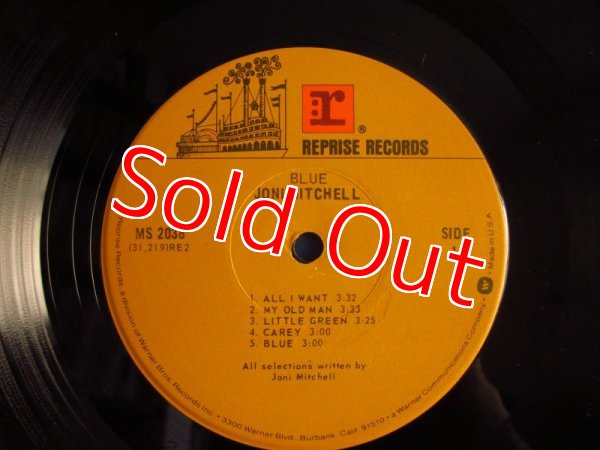 r
®
REPRISE RECORDS
BLUE
JONI MITCHELL
MS 2038
(31,219)RE2
SIDE
1. ALL I WANT 3:32
2. MY OLD MAN 3:33
3. LITTLE GREEN 3:25
4. CAREY 3:00
5. BLUE 3:00
All selections written by
Joni Mitchell
Reprise Records, a division of Warner Bros. Records Inc. • 3300 Warner Blvd., Burbank, Calif. 91510 • a Warner Communications Company • W • Made in U.S.A.
Sold Out